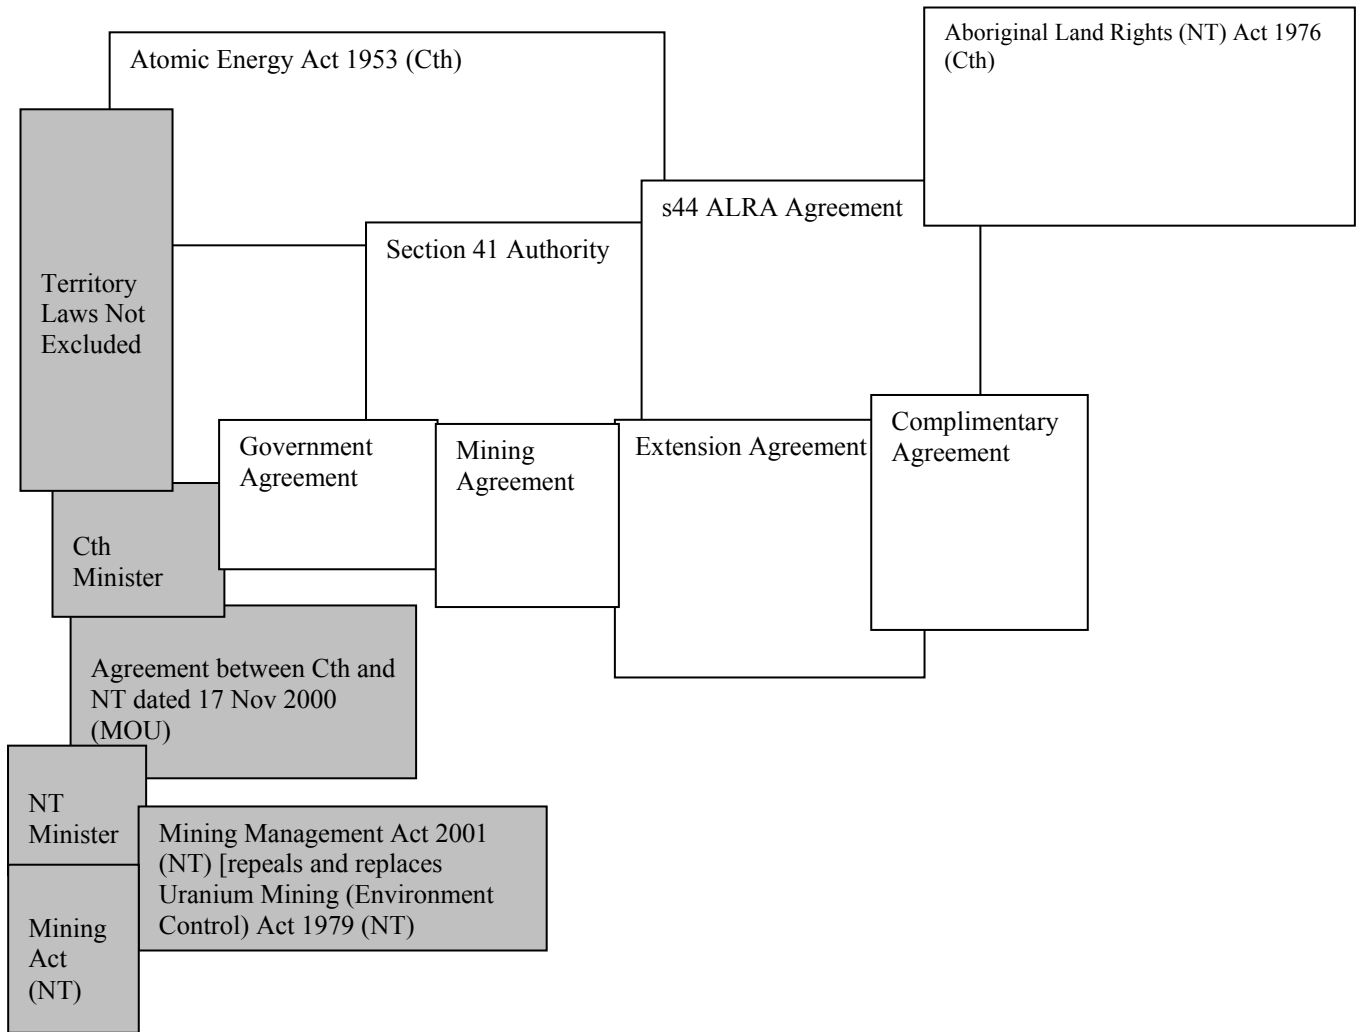 Atomic Energy Act 1953 (Cth)
Aboriginal Land Rights (NT) Act 1976
(Cth)
s44 ALRA Agreement
Section 41 Authority
Territory
Laws Not
Excluded
Government
Agreement
Mining
Agreement
Extension Agreement
Complimentary
Agreement
Cth
Minister
Agreement between Cth and
NT dated 17 Nov 2000
(MOU)
NT
Minister
Mining Management Act 2001
(NT) [repeals and replaces
Uranium Mining (Environment
Control) Act 1979 (NT)
Mining
Act
(NT)